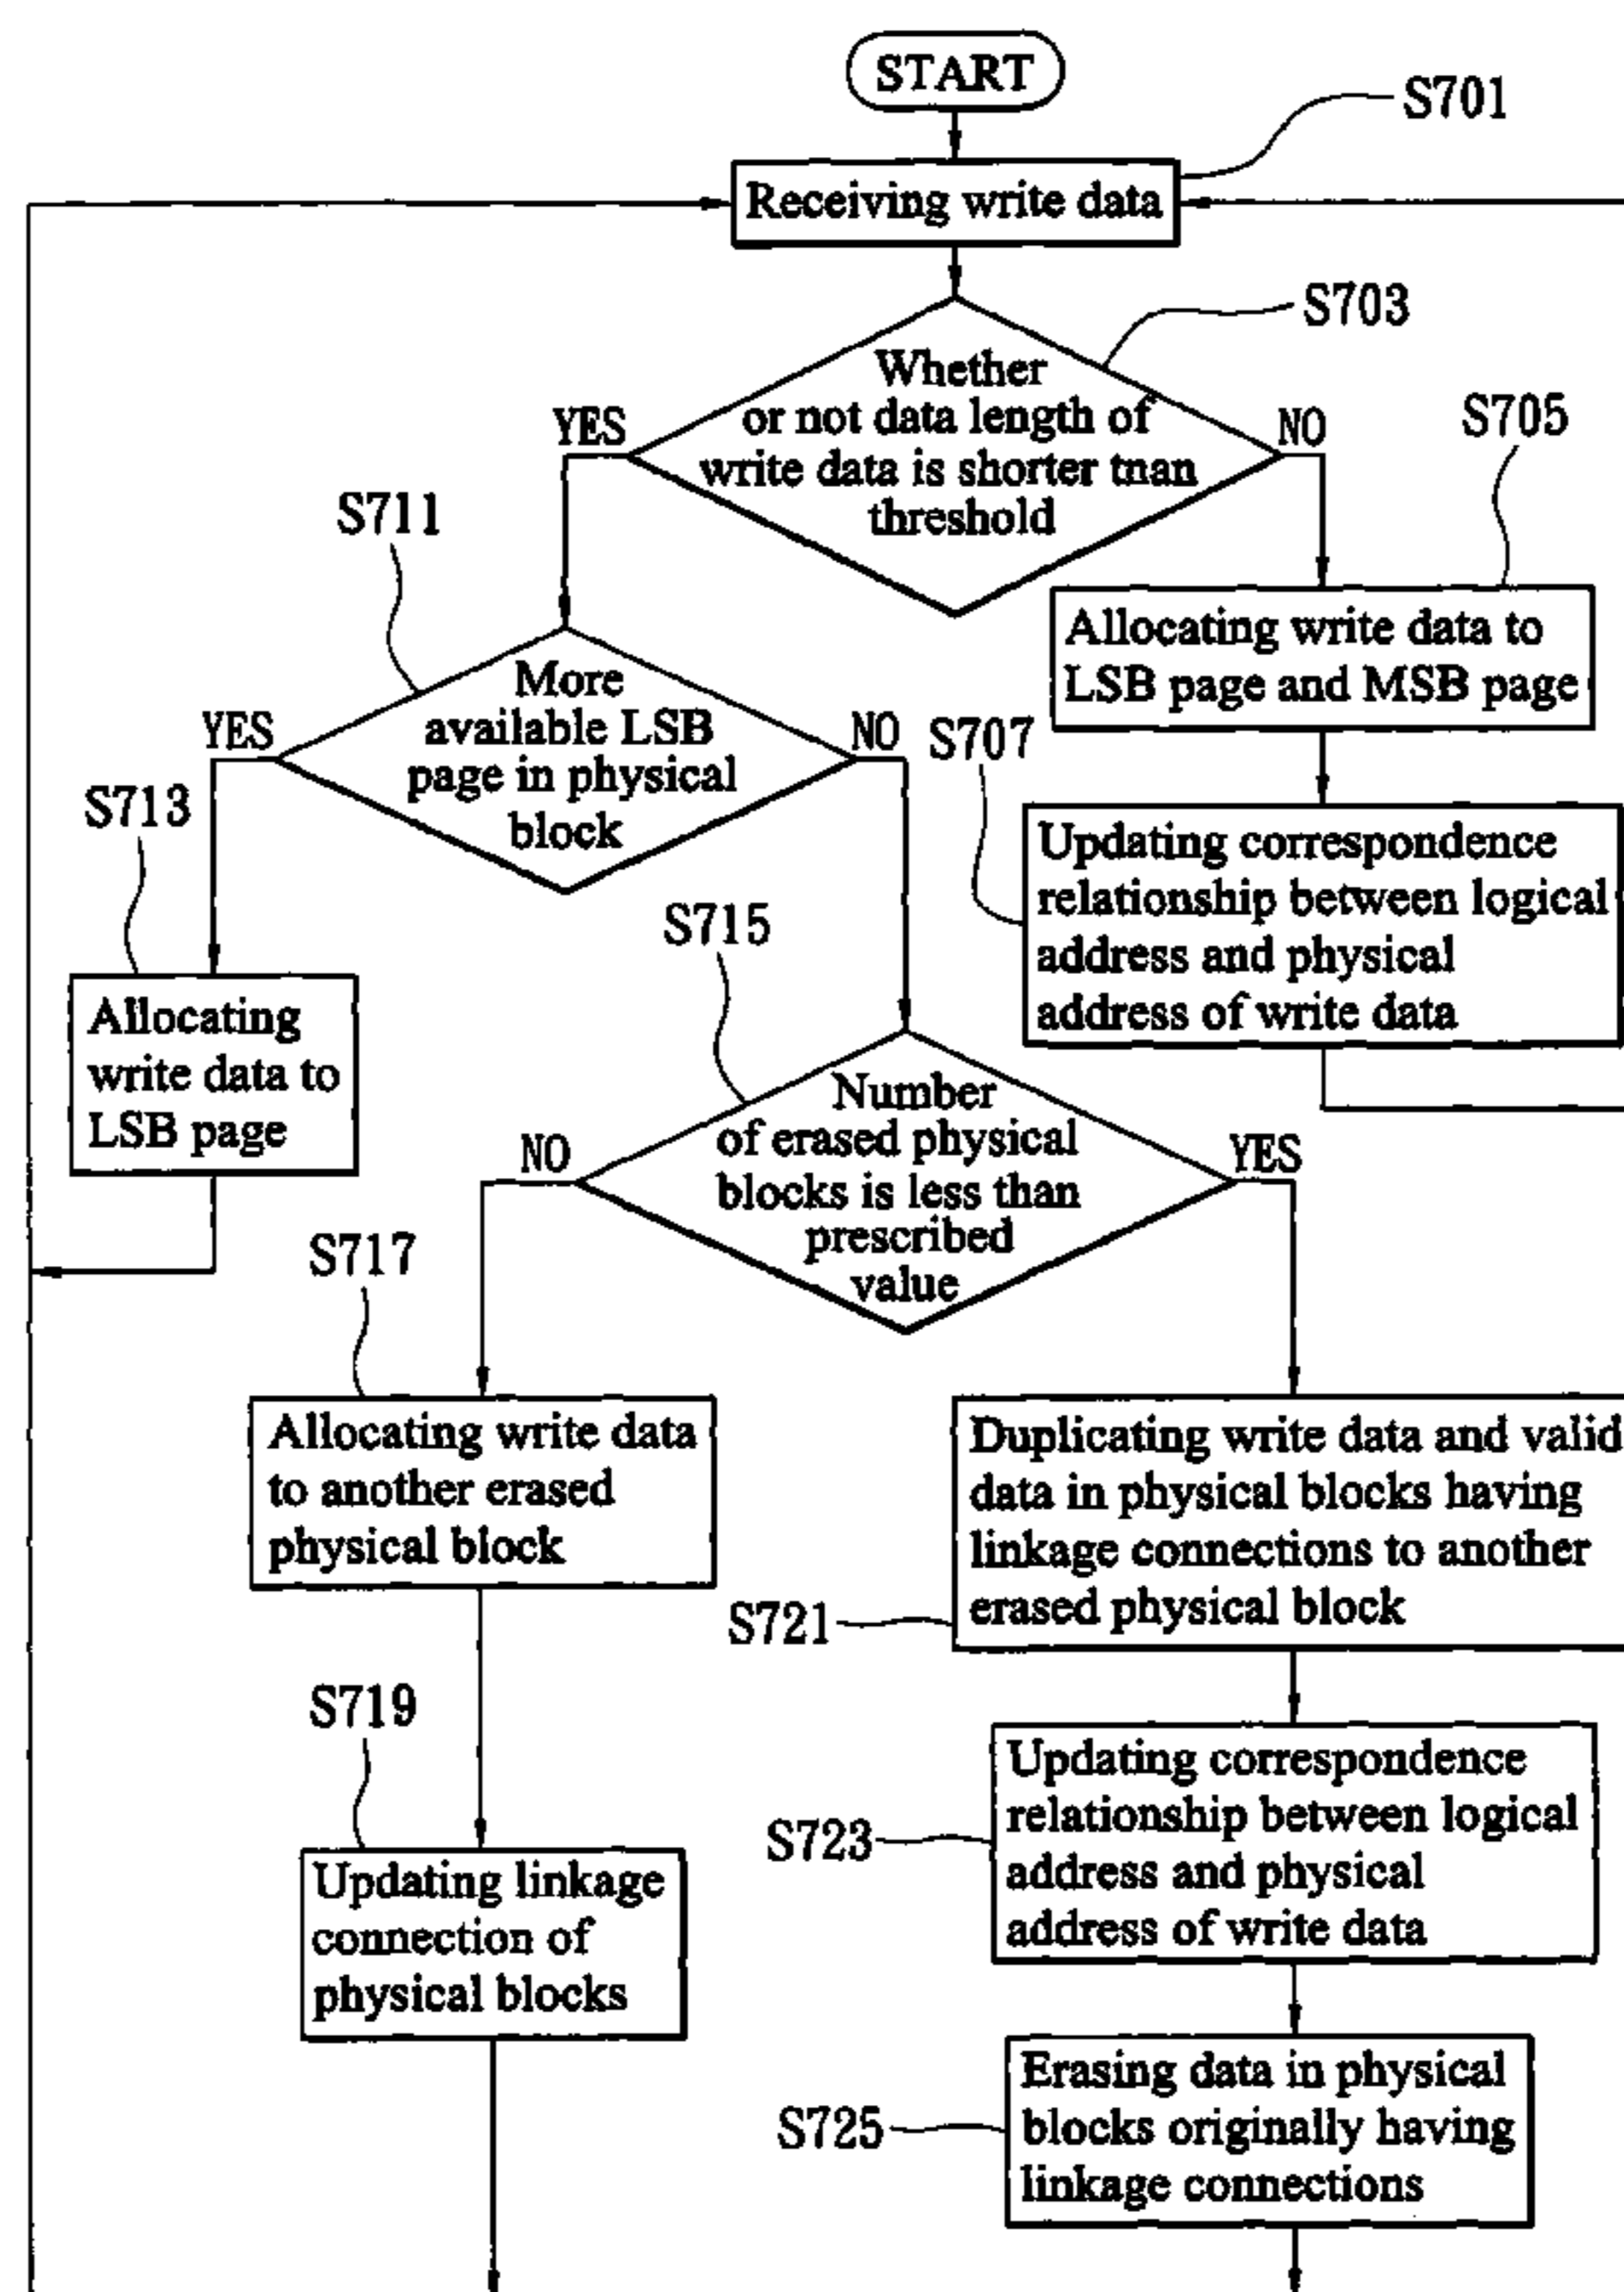 START
S701
Receiving write data
S703
Whether
or not data length of
write data is shorter tnan
threshold
YES
NO
S705
Allocating write data to
LSB page and MSB page
S711
More
available LSB
page in physical
block
YES
NO
S707
Updating correspondence
relationship between logical
address and physical
address of write data
S713
Allocating
write data to
LSB page
S715
Number
of erased physical
blocks is less than
prescribed
value
NO
YES
S717
Allocating write data
to another erased
physical block
Duplicating write data and valid
data in physical blocks having
linkage connections to another
erased physical block
S721
S719
Updating linkage
connection of
physical blocks
Updating correspondence
relationship between logical
address and physical
address of write data
S723
Erasing data in physical
blocks originally having
linkage connections
S725